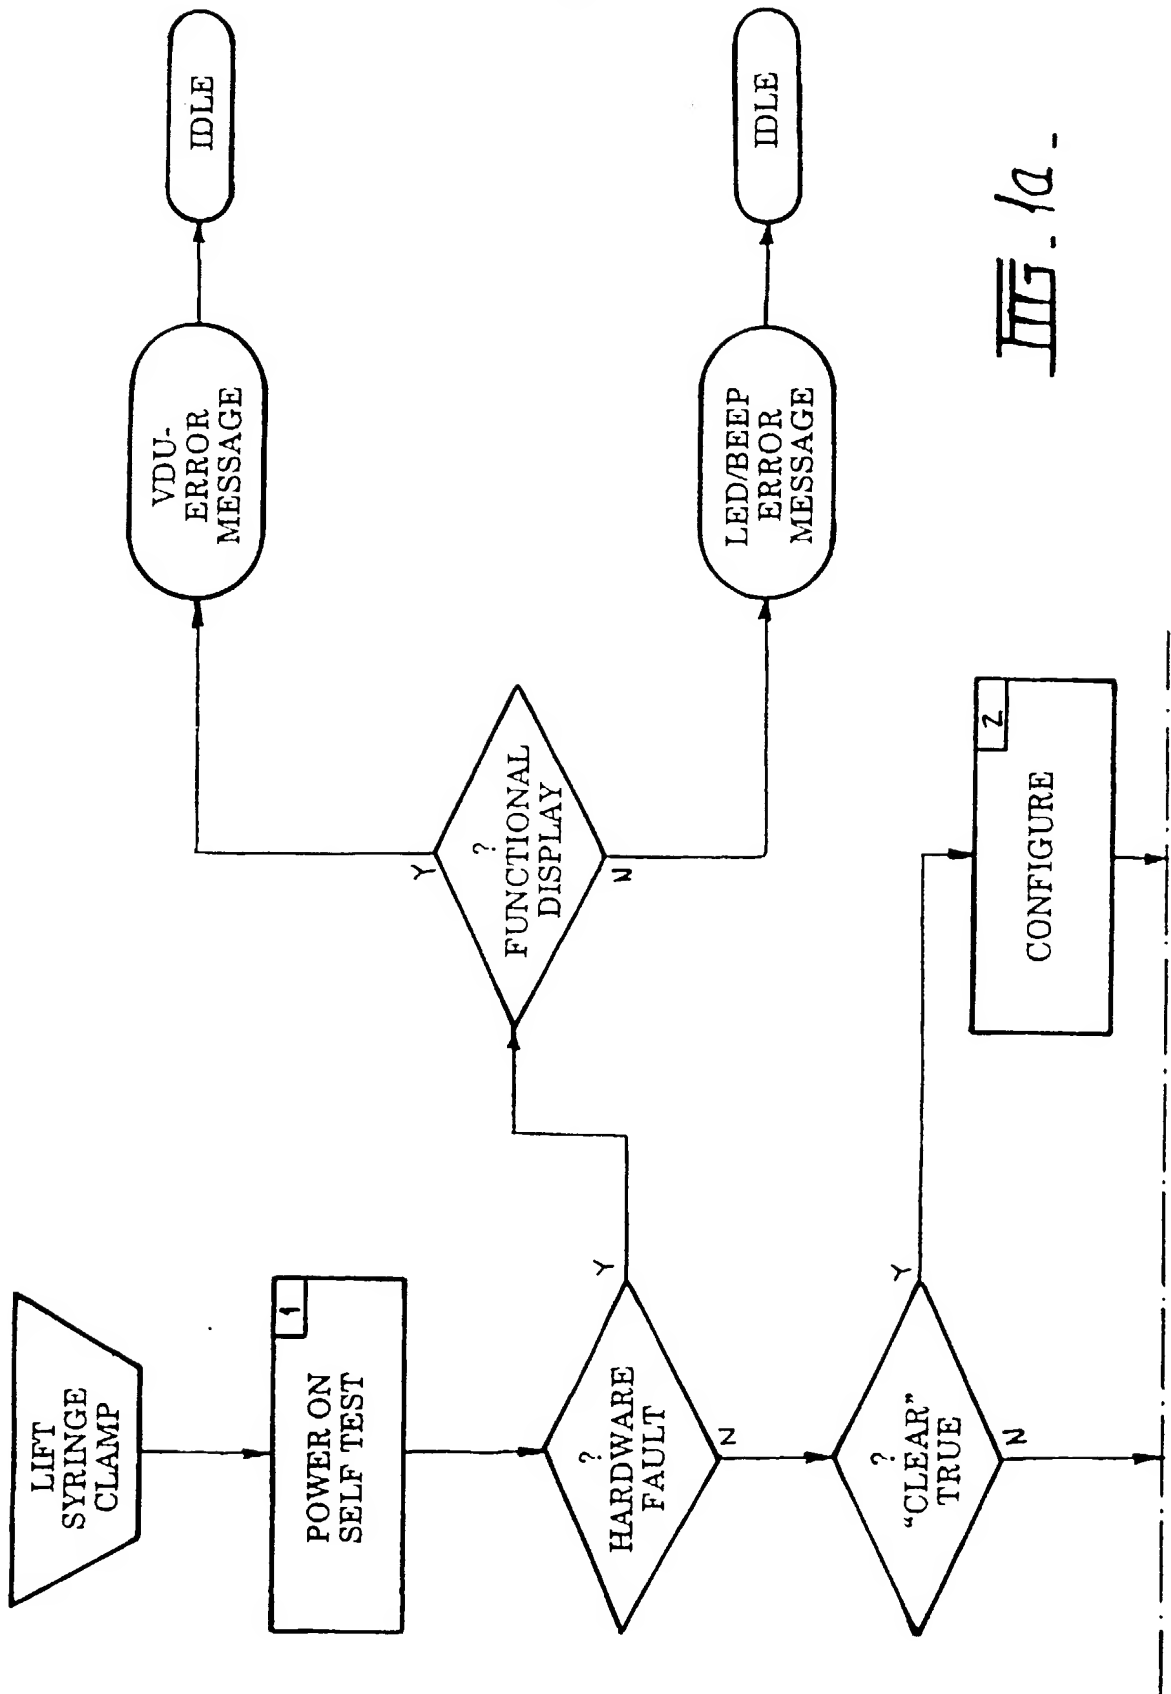 LIFT
SYRINGE
CLAMP
1
POWER ON
SELF TEST
?
HARDWARE
FAULT
Y
N
?
"CLEAR"
TRUE
Y
N
?
FUNCTIONAL
DISPLAY
Y
N
2
CONFIGURE
VDU-
ERROR
MESSAGE
IDLE
LED/BEEP
ERROR
MESSAGE
IDLE
FIG. 1a.